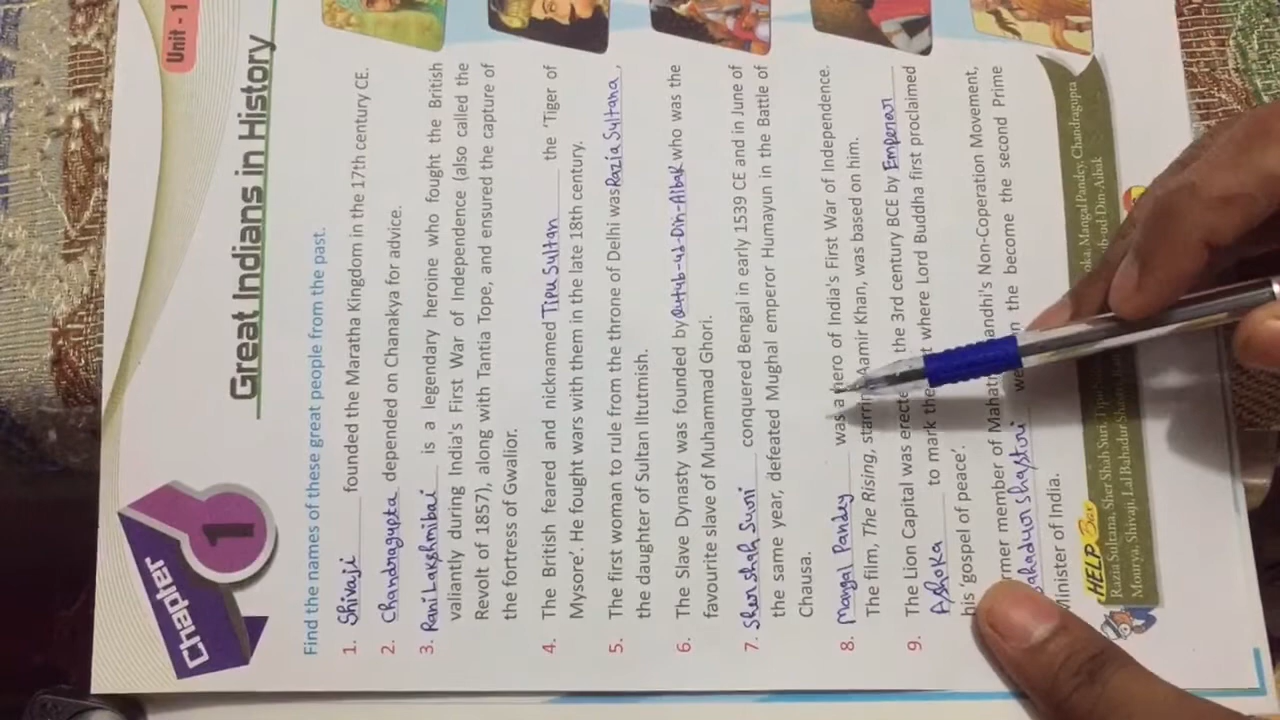 Unit - 1
Chapter
1
Great Indians in History
Find the names of these great people from the past.
1. Shivaji founded the Maratha Kingdom in the 17th century CE.
2. Chandragupta depended on Chanakya for advice.
3. Rani Lakshmibai is a legendary heroine who fought the British
valiantly during India's First War of Independence (also called the
Revolt of 1857), along with Tantia Tope, and ensured the capture of
the fortress of Gwalior.
4. The British feared and nicknamed Tipu Sultan the 'Tiger of
Mysore'. He fought wars with them in the late 18th century.
5. The first woman to rule from the throne of Delhi was Razia Sultana,
the daughter of Sultan Iltutmish.
6. The Slave Dynasty was founded by Qutub-ud-Din-Aibak who was the
favourite slave of Muhammad Ghori.
7. Sher shah Suri conquered Bengal in early 1539 CE and in June of
the same year, defeated Mughal emperor Humayun in the Battle of
Chausa.
8. Mangal Pandey was a hero of India's First War of Independence.
The film, The Rising, starring Aamir Khan, was based on him.
9. The Lion Capital was erected the 3rd century BCE by Emperor
Ashoka to mark the where Lord Buddha first proclaimed
his 'gospel of peace'.
member of Mahat andhi's Non-Coperation Movement,
Shastri the become the second Prime
Minister of India.
HELP Box
Razia Sultana, Sher Shah Suri, Mangal Pandey, Chandragupta
Mourya, Shivaji, Lal Bahadur Aibak